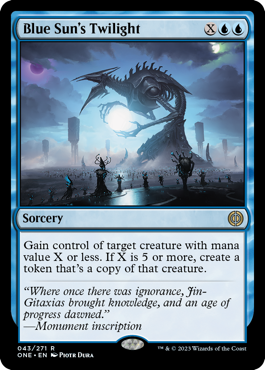 Blue Sun's Twilight X
Sorcery
Gain control of target creature with mana
value X or less. If X is 5 or more, create a
token that's a copy of that creature.
"Where once there was ignorance, Jin-
Gitaxias brought knowledge, and an age of
progress dawned."
—Monument inscription
043/271 R
ONE • EN Piotr Dura
™ & © 2023 Wizards of the Coast